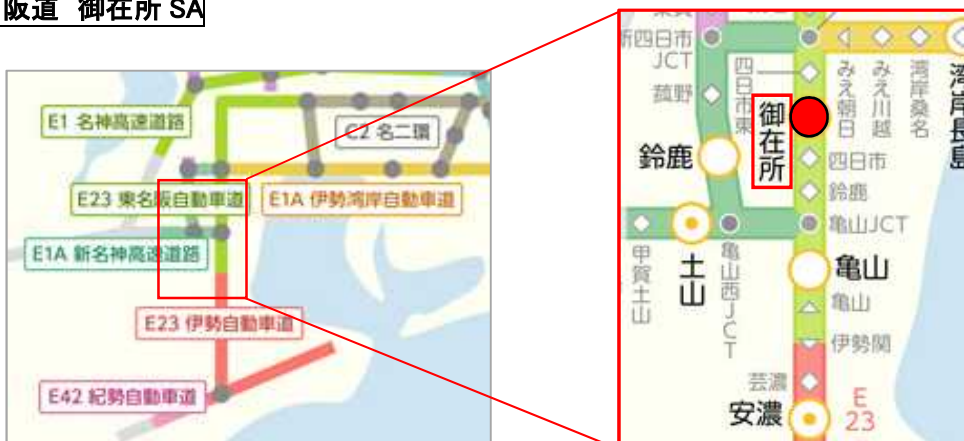 阪道 御在所 SA
E1 名神高速道路
C2 名二環
E23 東名阪自動車道
E1A 伊勢湾岸自動車道
E1A 新名神高速道路
E23 伊勢自動車道
E42 紀勢自動車道
新四日市
JCT
菰野
鈴鹿
四日市東
御在所
みえ朝日
みえ川越
湾岸桑名
湾岸長島
四日市
鈴鹿
亀山JCT
甲賀土山
土山
亀山西JCT
亀山
亀山
伊勢関
芸濃
安濃
E
23